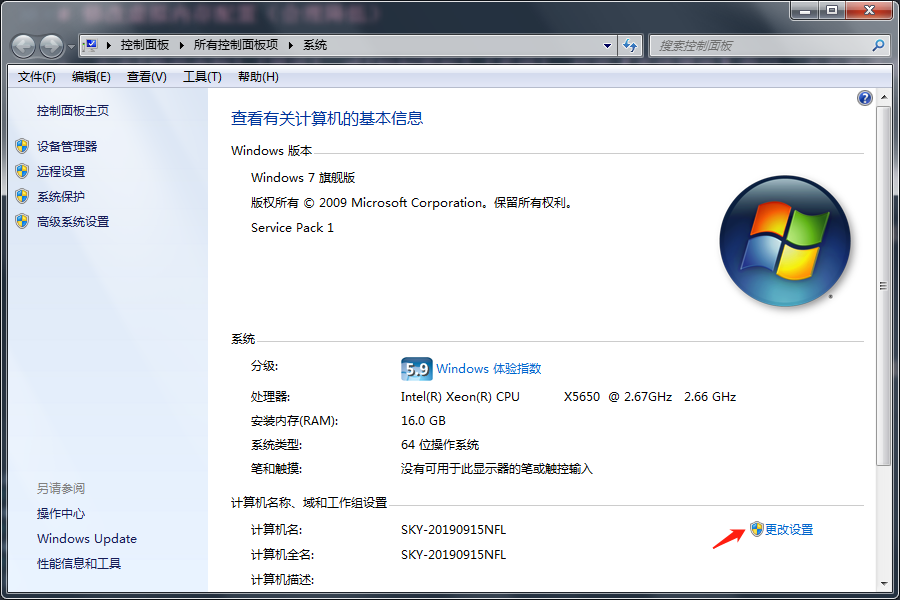 控制面板 ▸ 所有控制面板项 ▸ 系统
搜索控制面板
文件(F) 编辑(E) 查看(V) 工具(T) 帮助(H)
控制面板主页
设备管理器
远程设置
系统保护
高级系统设置
另请参阅
操作中心
Windows Update
性能信息和工具
查看有关计算机的基本信息
Windows 版本
Windows 7 旗舰版
版权所有 © 2009 Microsoft Corporation。保留所有权利。
Service Pack 1
系统
分级: 5.9 Windows 体验指数
处理器: Intel(R) Xeon(R) CPU X5650 @ 2.67GHz 2.66 GHz
安装内存(RAM): 16.0 GB
系统类型: 64 位操作系统
笔和触摸: 没有可用于此显示器的笔或触控输入
计算机名称、域和工作组设置
计算机名: SKY-20190915NFL 更改设置
计算机全名: SKY-20190915NFL
计算机描述: